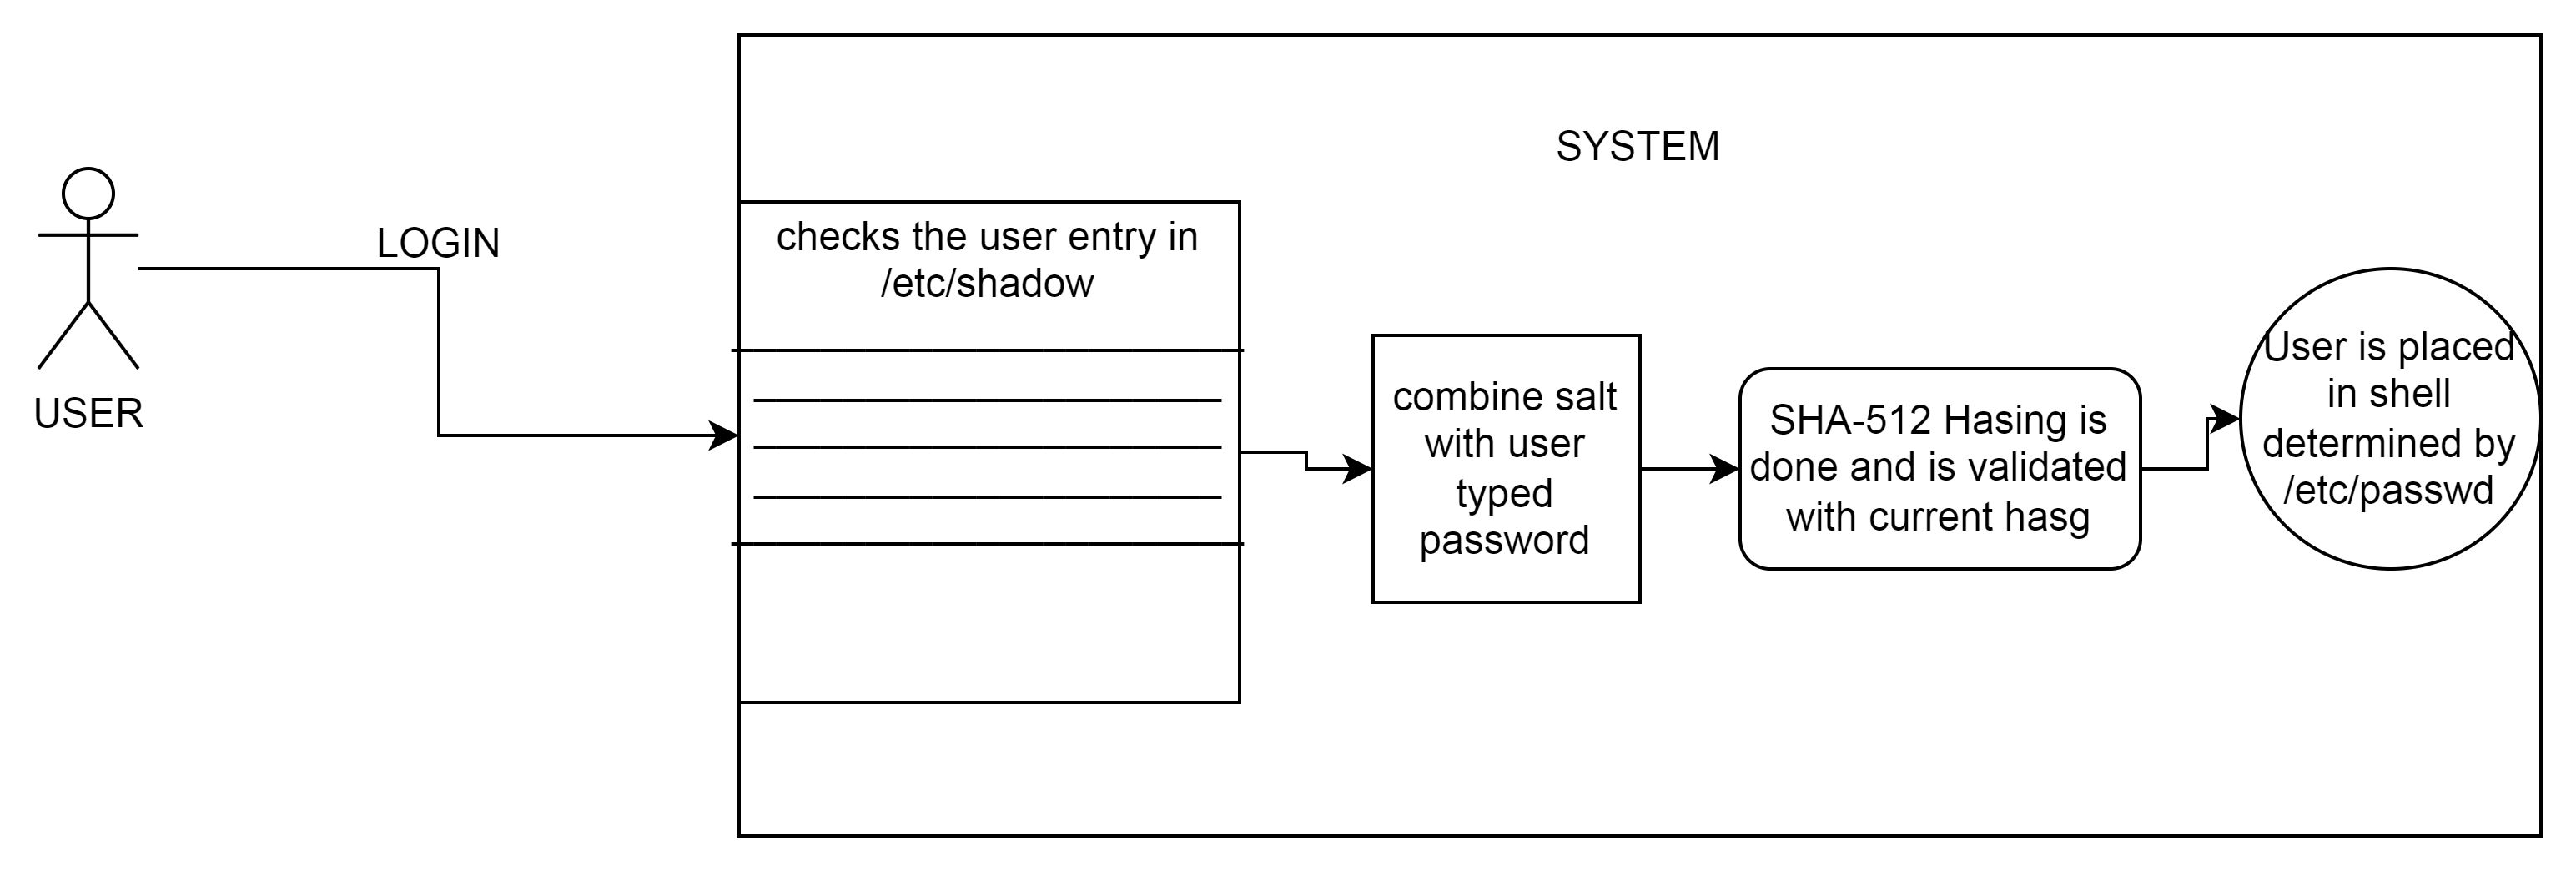 SYSTEM
LOGIN
USER
checks the user entry in
/etc/shadow
combine salt
with user
typed
password
SHA-512 Hasing is
done and is validated
with current hasg
User is placed
in shell
determined by
/etc/passwd